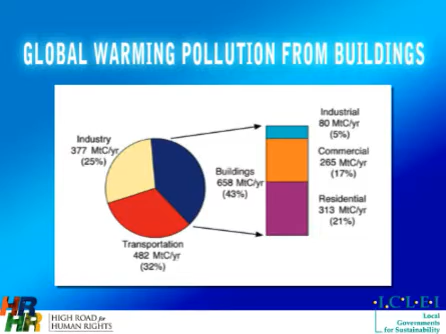 GLOBAL WARMING POLLUTION FROM BUILDINGS
Industry
377 MtC/yr
(25%)
Buildings
658 MtC/yr
(43%)
Transportation
482 MtC/yr
(32%)
Industrial
80 MtC/yr
(5%)
Commercial
265 MtC/yr
(17%)
Residential
313 MtC/yr
(21%)
HR
HR
HIGH ROAD for
HUMAN RIGHTS
I·C·L·E·I
Local
Governments
for Sustainability